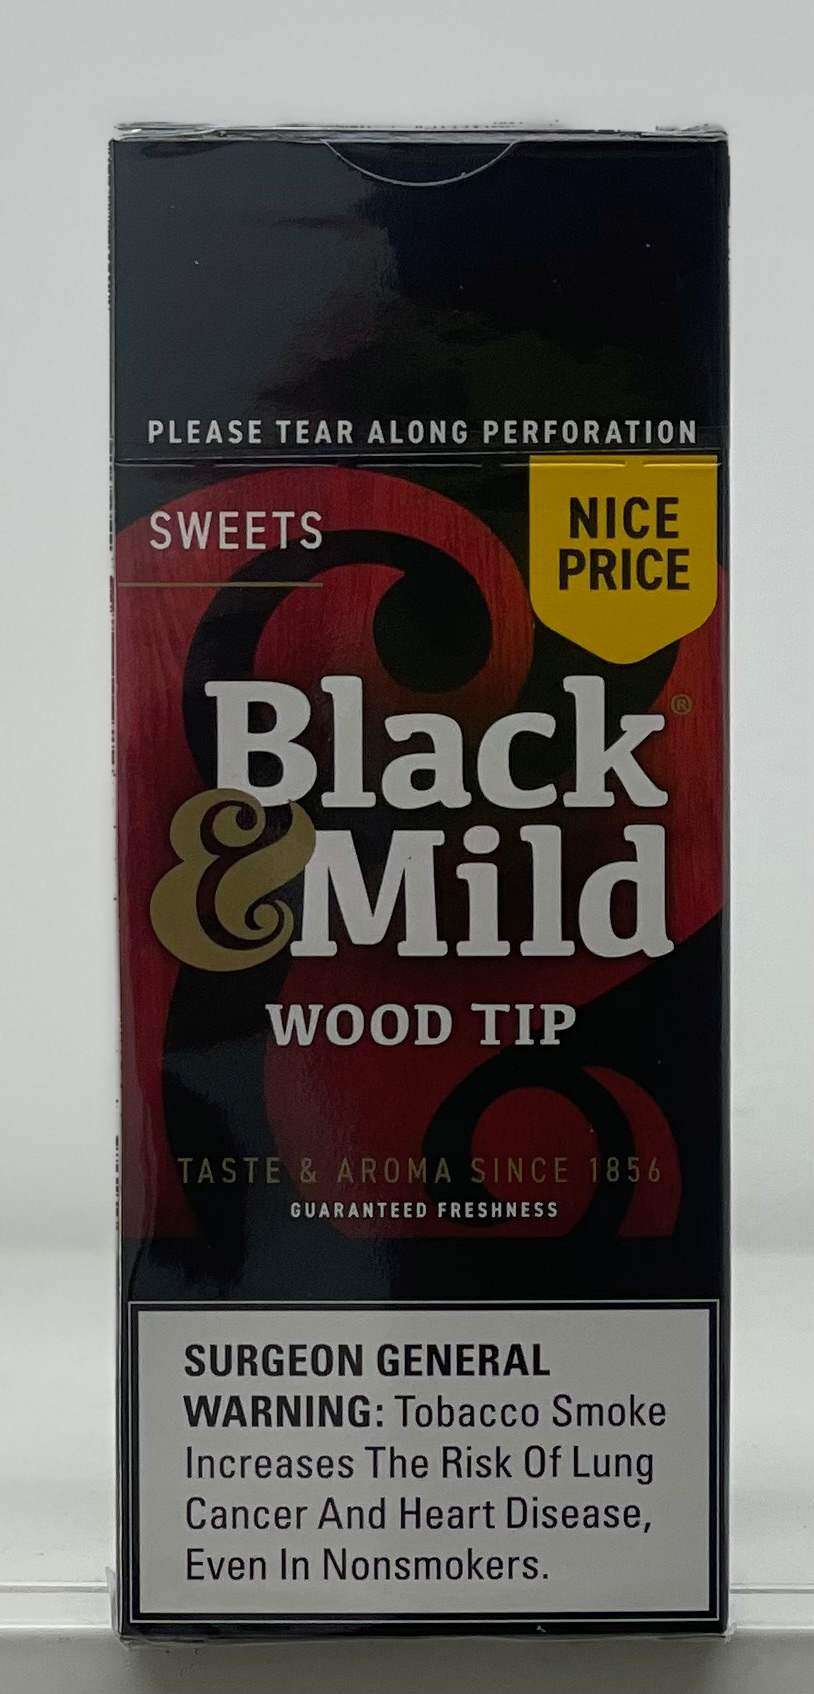 PLEASE TEAR ALONG PERFORATION
SWEETS
NICE
PRICE
Black®
&Mild
WOOD TIP
TASTE & AROMA SINCE 1856
GUARANTEED FRESHNESS
SURGEON GENERAL
WARNING: Tobacco Smoke
Increases The Risk Of Lung
Cancer And Heart Disease,
Even In Nonsmokers.